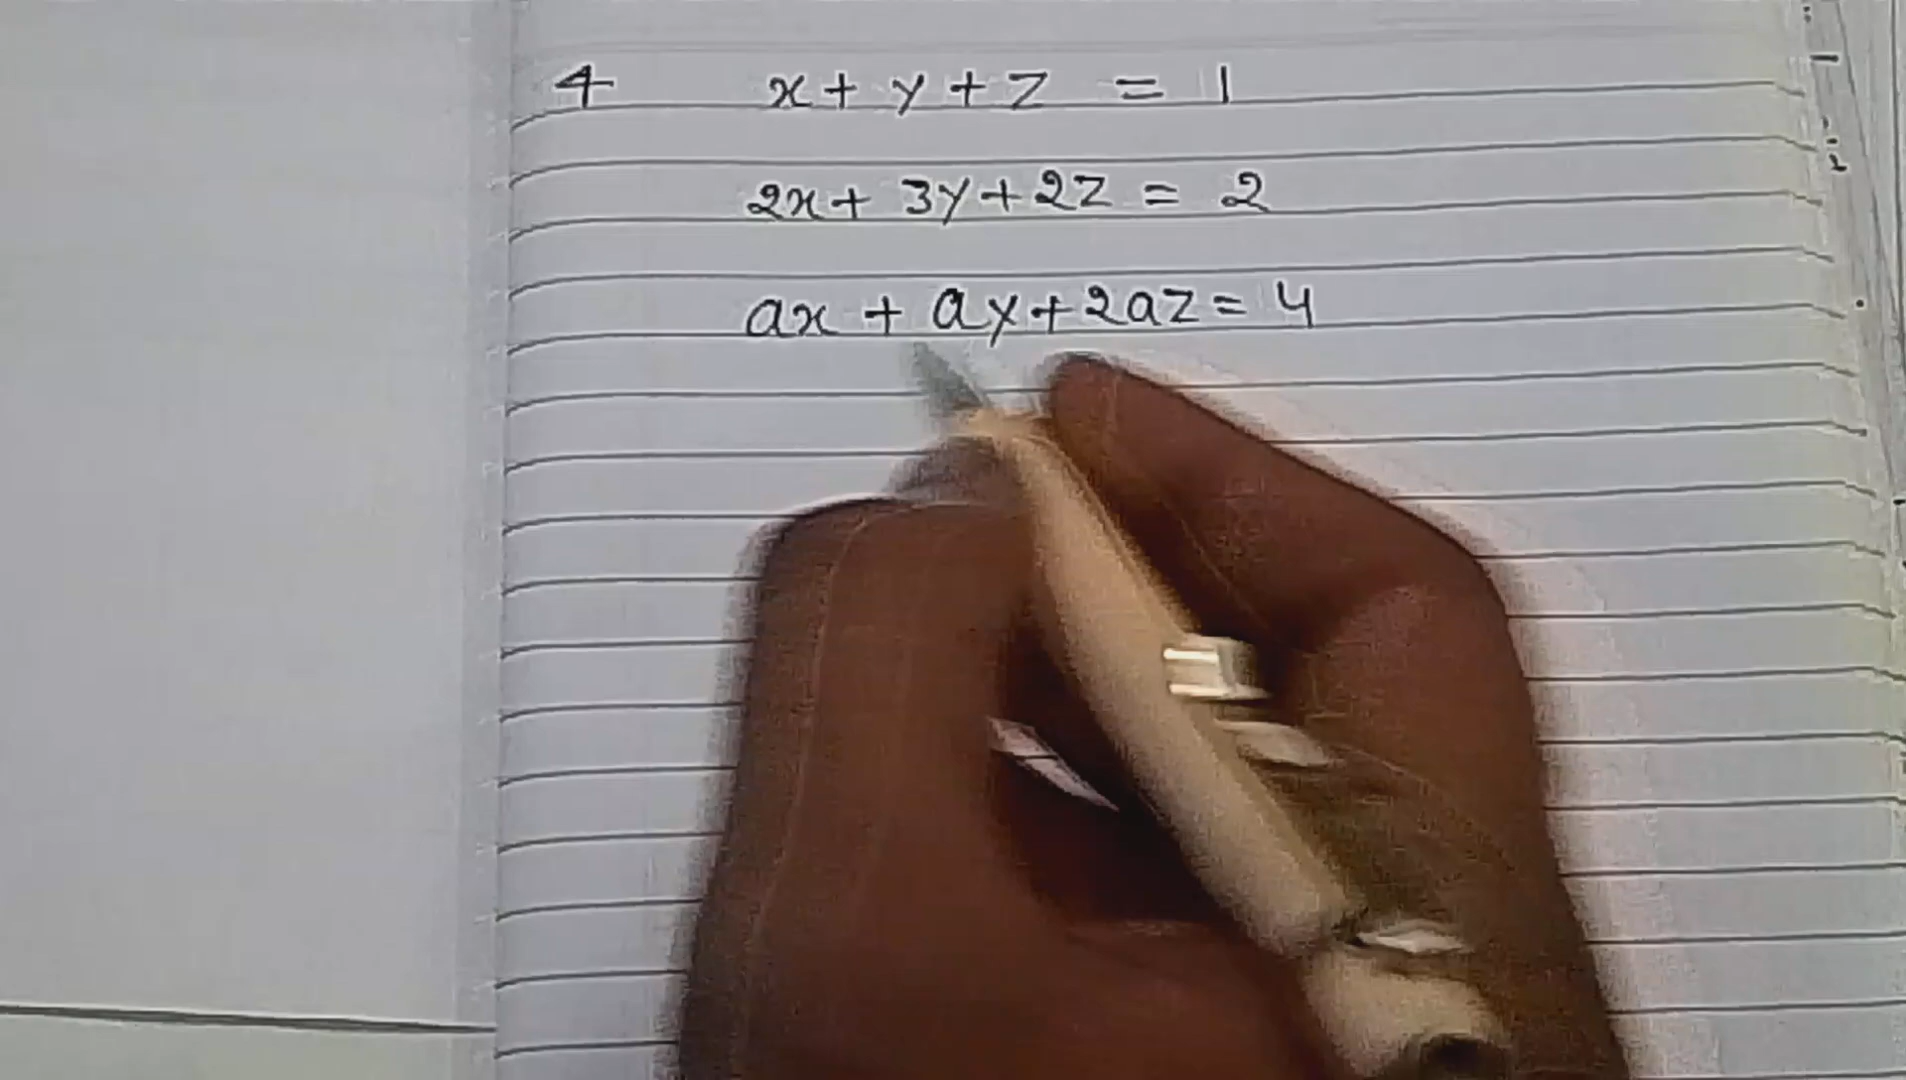 4 x + y + z = 1
2x + 3y + 2z = 2
ax + ay + 2az = 4